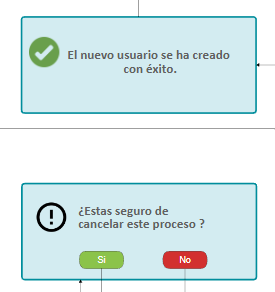 El nuevo usuario se ha creado
con éxito.
¿Estas seguro de
cancelar este proceso ?
Si
No